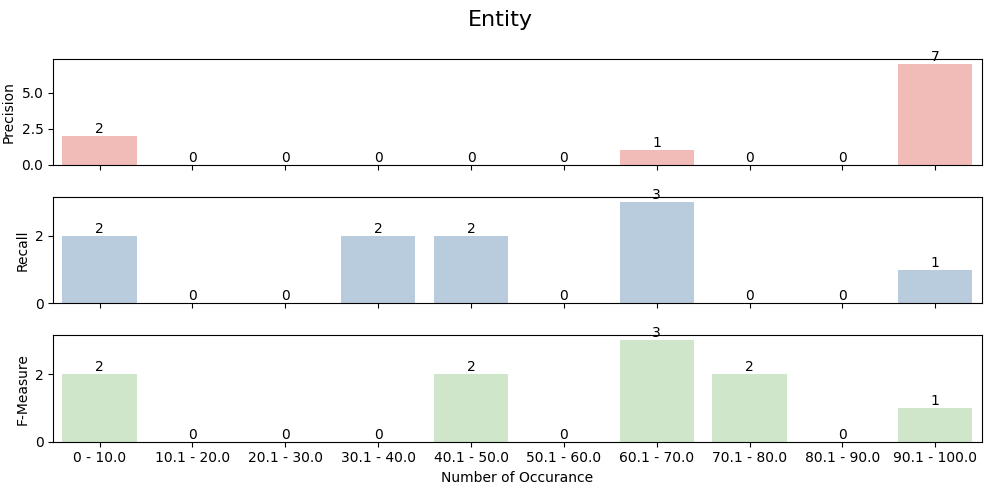 Entity
Precision
5.0
2.5
0.0
2 0 0 0 0 0 1 0 0 7
Recall
2
0
2 0 0 2 2 0 3 0 0 1
F-Measure
2
0
2 0 0 0 2 0 3 2 0 1
0 - 10.0 10.1 - 20.0 20.1 - 30.0 30.1 - 40.0 40.1 - 50.0 50.1 - 60.0 60.1 - 70.0 70.1 - 80.0 80.1 - 90.0 90.1 - 100.0
Number of Occurance